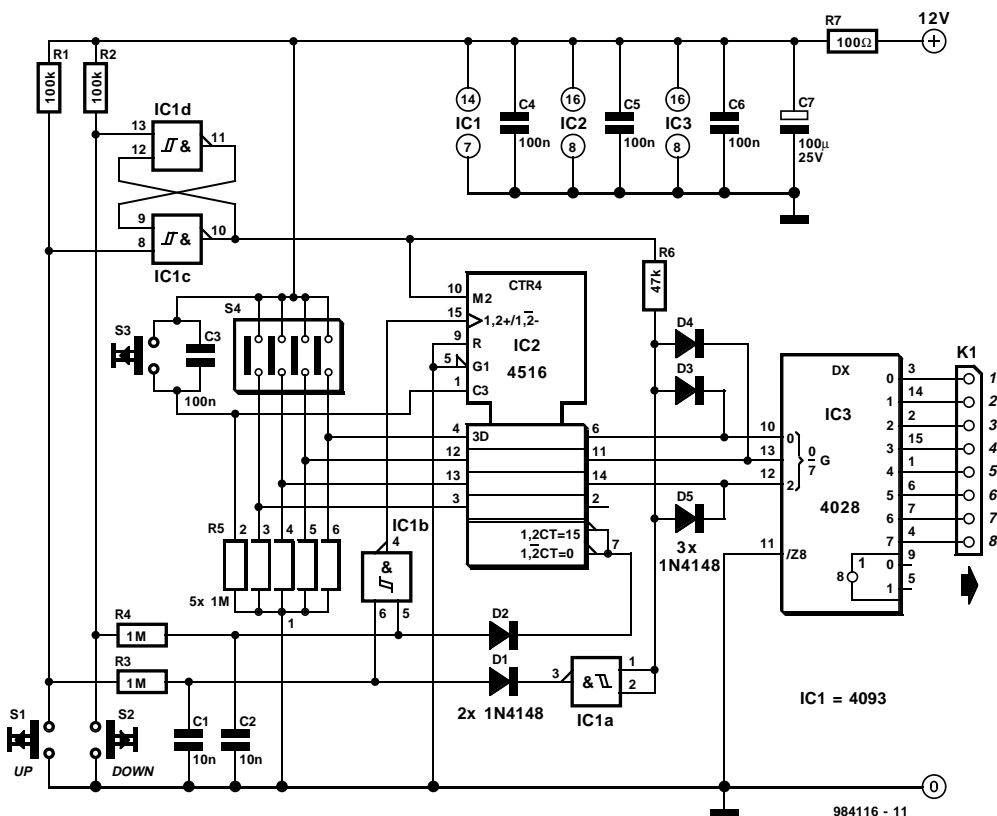 R7
12V
100Ω
+
R1
R2
100k
100k
IC1d
13
12
11
&
9
8
10
&
IC1c
14
IC1
7
C4
100n
16
IC2
8
C5
100n
16
IC3
8
C6
100n
C7
100µ
25V
S3
C3
100n
S4
10
15
9
5
1
M2
1,2+/1,2̅-
R
G1
C3
CTR4
IC2
4516
R6
47k
D4
D3
4
12
13
3
3D
6
11
14
2
1,2CT=15
1,2̅CT=0
7
D5
3x
1N4148
10
13
12
0
2
0
7
G
11
/Z8
DX
IC3
4028
0
1
2
3
4
5
6
7
8
1
0
1
3
14
2
15
1
6
7
4
9
5
K1
1
2
3
4
5
6
7
8
R5
2
3
4
5
6
5x 1M
1
IC1b
4
&
6
5
R4
1M
R3
1M
D2
D1
2x 1N4148
3
&
1
2
IC1a
IC1 = 4093
S1
UP
S2
DOWN
C1
10n
C2
10n
0
984116 - 11